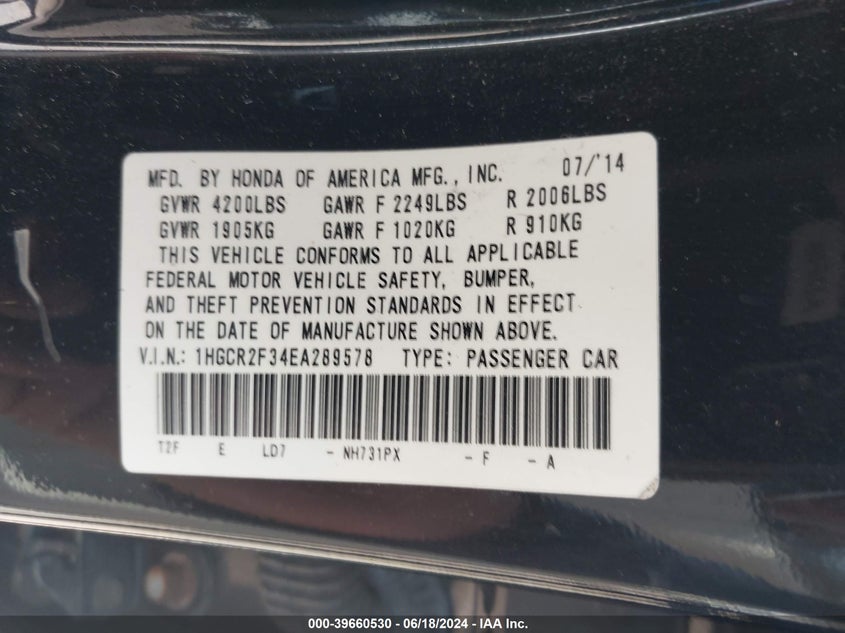 MFD. BY HONDA OF AMERICA MFG., INC. 07/'14
GVWR 4200LBS GAWR F 2249LBS R 2006LBS
GVWR 1905KG GAWR F 1020KG R 910KG
THIS VEHICLE CONFORMS TO ALL APPLICABLE
FEDERAL MOTOR VEHICLE SAFETY, BUMPER,
AND THEFT PREVENTION STANDARDS IN EFFECT
ON THE DATE OF MANUFACTURE SHOWN ABOVE.
V.I.N.: 1HGCR2F34EA289578 TYPE: PASSENGER CAR
T2F E LD7 - NH731PX - F - A
000-39660530 - 06/18/2024 - IAA Inc.